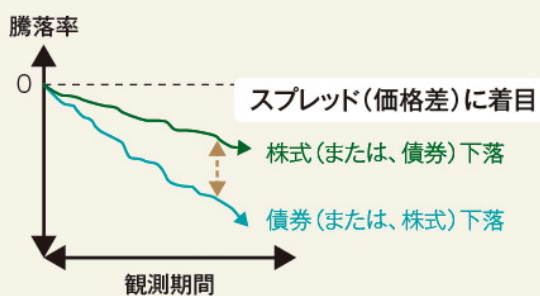 騰落率
0
スプレッド（価格差）に着目
株式（または、債券）下落
債券（または、株式）下落
観測期間